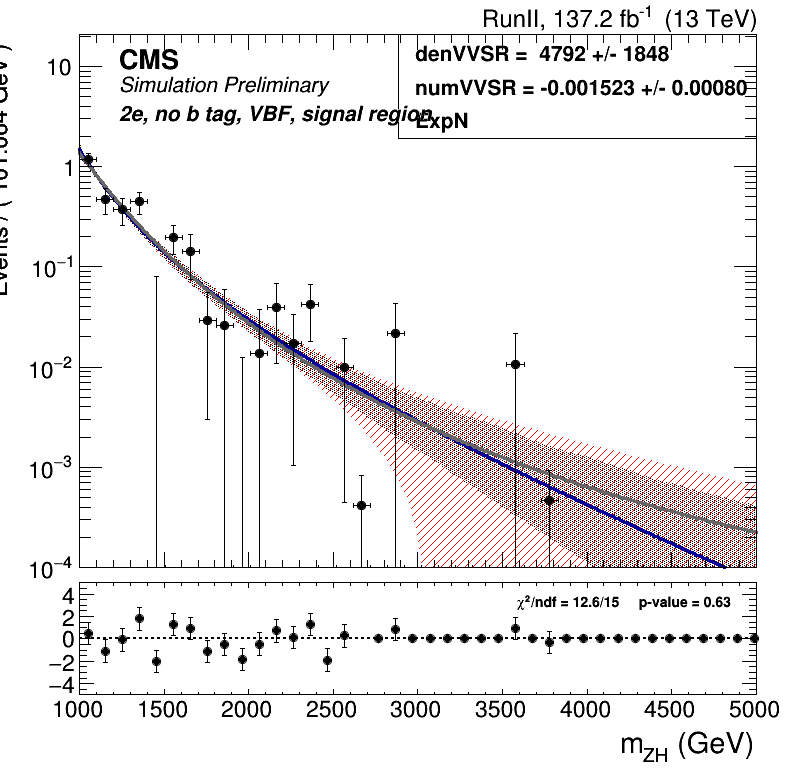 RunII, 137.2 fb⁻¹ (13 TeV)
CMS
Simulation Preliminary
2e, no b tag, VBF, signal region
denVVSR = 4792 +/- 1848
numVVSR = -0.001523 +/- 0.00080
ExpN
10
1
10⁻¹
10⁻²
10⁻³
10⁻⁴
Events / (
χ²/ndf = 12.6/15 p-value = 0.63
4
2
0
−2
−4
1000 1500 2000 2500 3000 3500 4000 4500 5000
m_ZH (GeV)